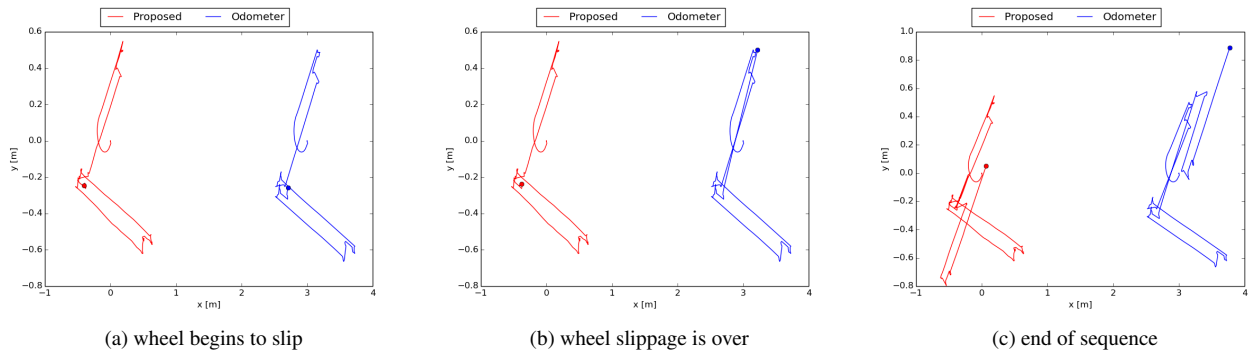 Proposed Odometer
0.6
0.4
0.2
0.0
−0.2
−0.4
−0.6
−0.8
y [m]
−1 0 1 2 3 4
x [m]
(a) wheel begins to slip
Proposed Odometer
0.6
0.4
0.2
0.0
−0.2
−0.4
−0.6
−0.8
y [m]
−1 0 1 2 3 4
x [m]
(b) wheel slippage is over
Proposed Odometer
1.0
0.8
0.6
0.4
0.2
0.0
−0.2
−0.4
−0.6
−0.8
y [m]
−1 0 1 2 3 4
x [m]
(c) end of sequence